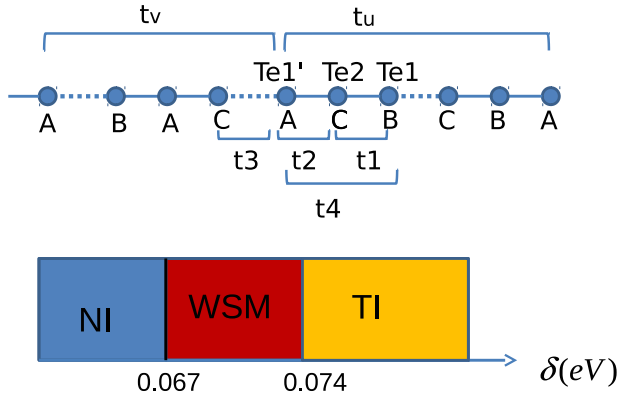 tv tu
Te1' Te2 Te1
A B A C A C B C B A
t3 t2 t1
t4
NI WSM TI
0.067 0.074 δ(eV)